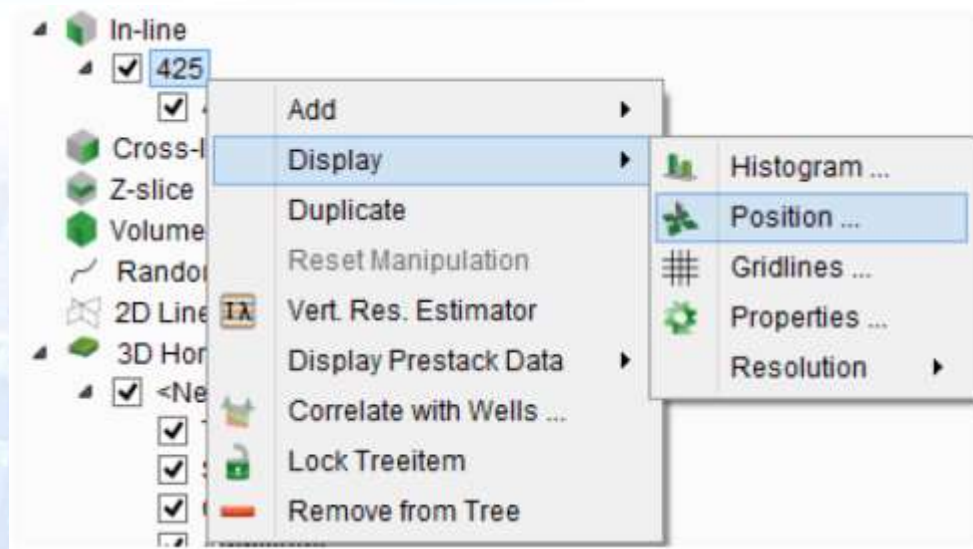 In-line
425
Cross-l
Z-slice
Volume
Rando
2D Line
3D Hor
<Ne
Add
Display
Duplicate
Reset Manipulation
Vert. Res. Estimator
Display Prestack Data
Correlate with Wells ...
Lock Treeitem
Remove from Tree
Histogram ...
Position ...
Gridlines ...
Properties ...
Resolution